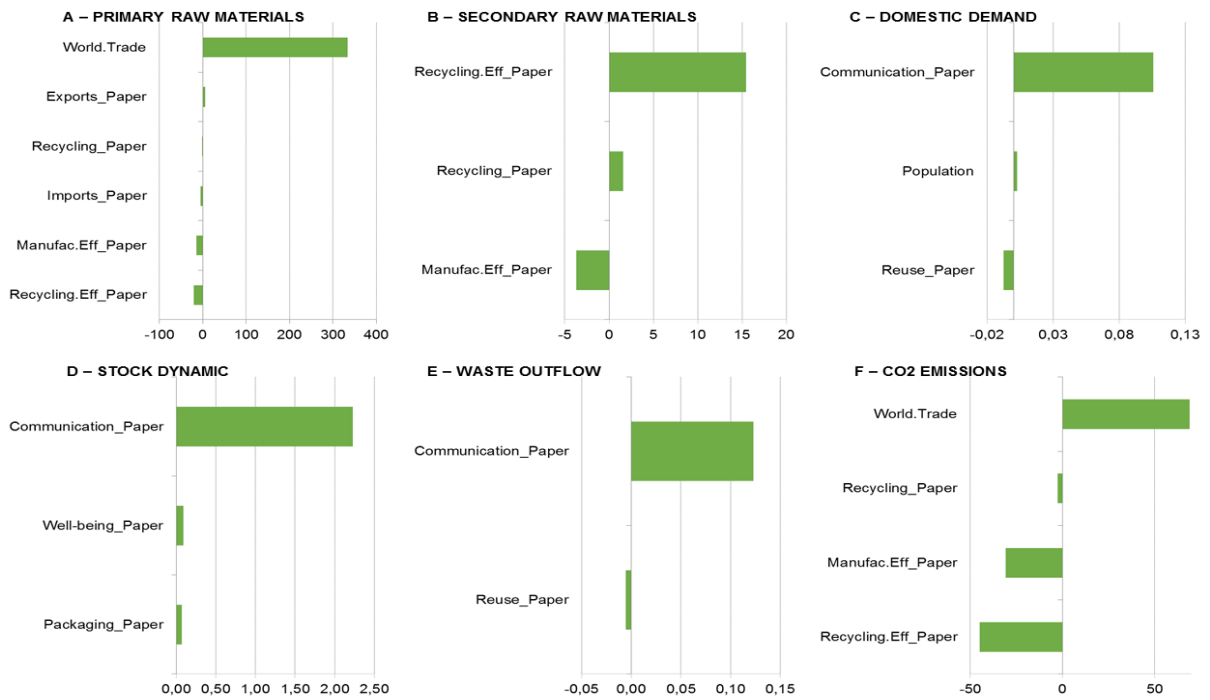 A – PRIMARY RAW MATERIALS
World.Trade
Exports_Paper
Recycling_Paper
Imports_Paper
Manufac.Eff_Paper
Recycling.Eff_Paper
-100 0 100 200 300 400
B – SECONDARY RAW MATERIALS
Recycling.Eff_Paper
Recycling_Paper
Manufac.Eff_Paper
-5 0 5 10 15 20
C – DOMESTIC DEMAND
Communication_Paper
Population
Reuse_Paper
-0,02 0,03 0,08 0,13
D – STOCK DYNAMIC
Communication_Paper
Well-being_Paper
Packaging_Paper
0,00 0,50 1,00 1,50 2,00 2,50
E – WASTE OUTFLOW
Communication_Paper
Reuse_Paper
-0,05 0,00 0,05 0,10 0,15
F – CO2 EMISSIONS
World.Trade
Recycling_Paper
Manufac.Eff_Paper
Recycling.Eff_Paper
-50 0 50